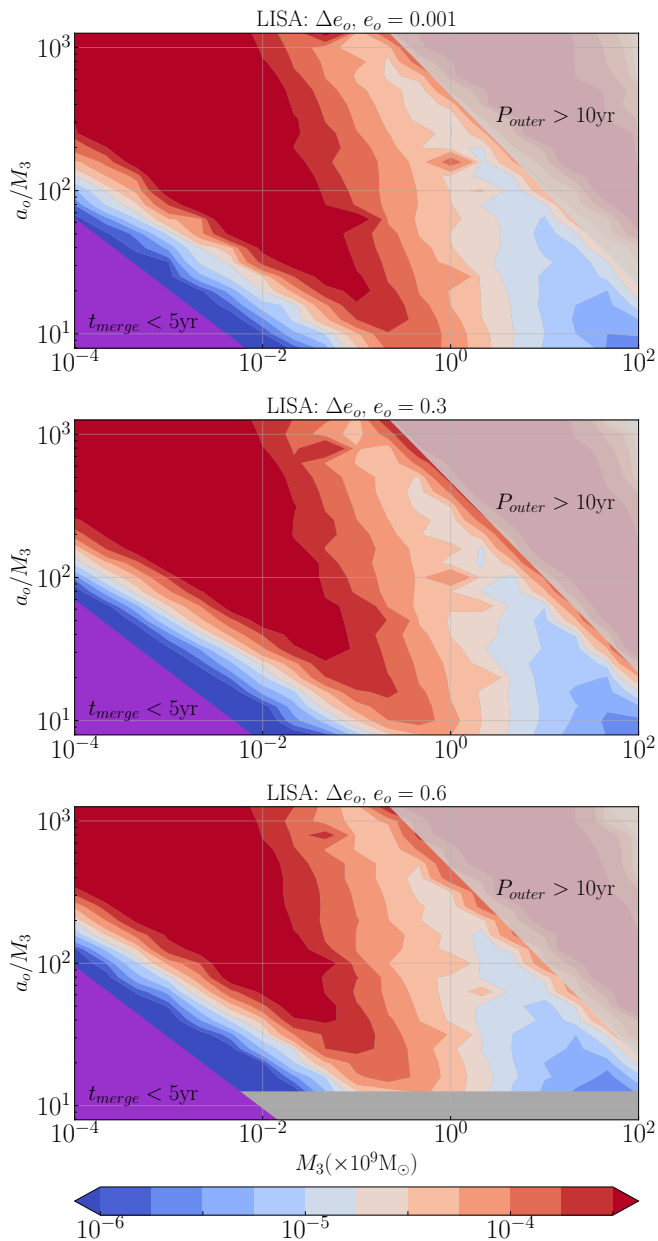 LISA: Δe_o, e_o = 0.001
10^3
P_outer > 10yr
a_o/M_3
10^2
10^1
t_merge < 5yr
10^-4 10^-2 10^0 10^2
LISA: Δe_o, e_o = 0.3
10^3
P_outer > 10yr
a_o/M_3
10^2
10^1
t_merge < 5yr
10^-4 10^-2 10^0 10^2
LISA: Δe_o, e_o = 0.6
10^3
P_outer > 10yr
a_o/M_3
10^2
t_merge < 5yr
10^1
10^-4 10^-2 10^0 10^2
M_3(×10^9M_⊙)
10^-6 10^-5 10^-4